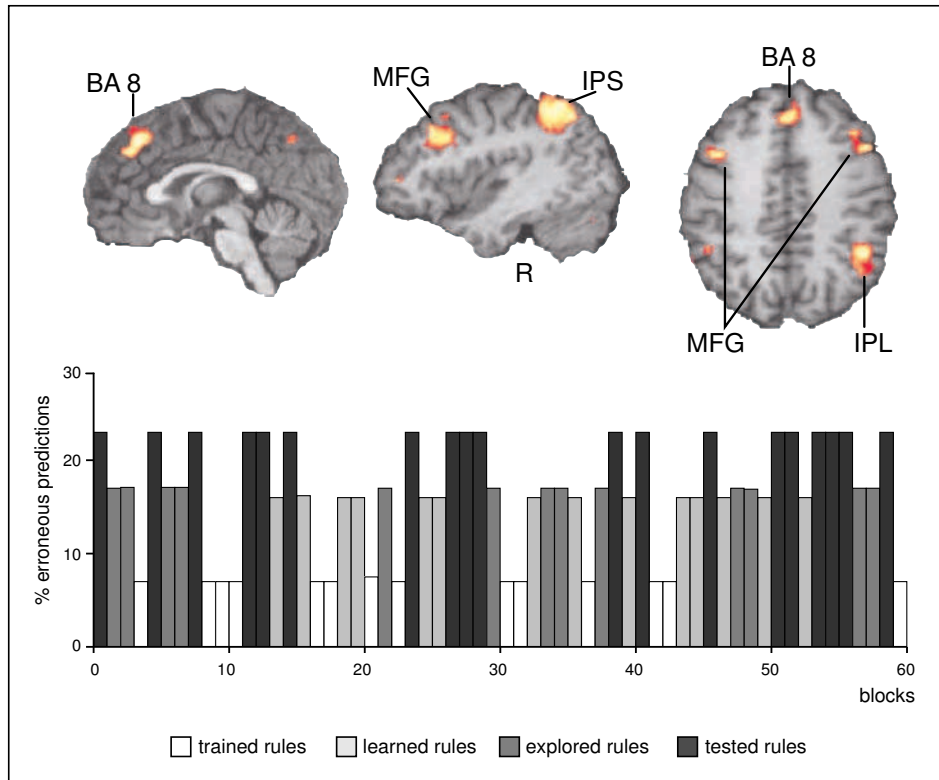 BA 8
MFG
IPS
BA 8
R
MFG
IPL
% erroneous predictions
30
20
10
0
0
10
20
30
40
50
60
blocks
trained rules
learned rules
explored rules
tested rules